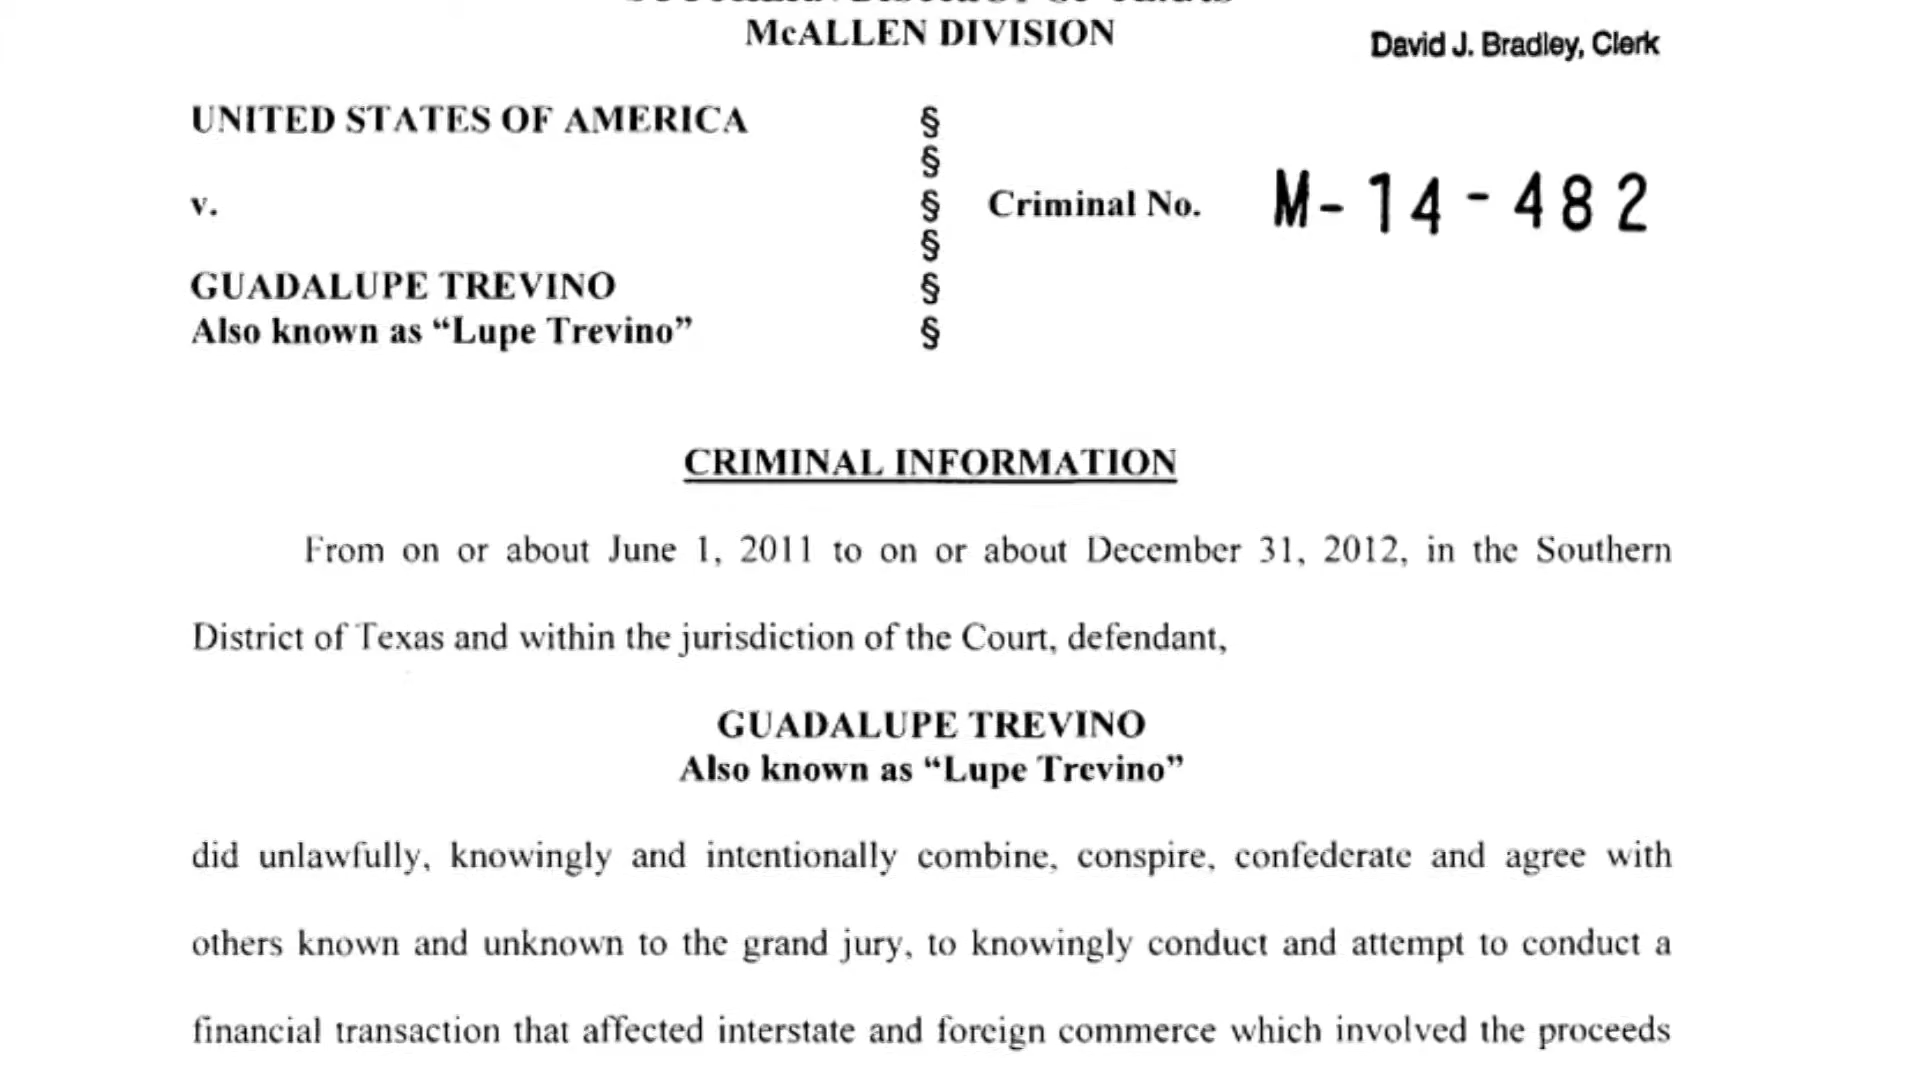 McALLEN DIVISION
David J. Bradley, Clerk
UNITED STATES OF AMERICA §
§
v. § Criminal No. M-14-482
§
GUADALUPE TREVINO §
Also known as “Lupe Trevino” §
CRIMINAL INFORMATION
From on or about June 1, 2011 to on or about December 31, 2012, in the Southern
District of Texas and within the jurisdiction of the Court, defendant,
GUADALUPE TREVINO
Also known as “Lupe Trevino”
did unlawfully, knowingly and intentionally combine, conspire, confederate and agree with
others known and unknown to the grand jury, to knowingly conduct and attempt to conduct a
financial transaction that affected interstate and foreign commerce which involved the proceeds